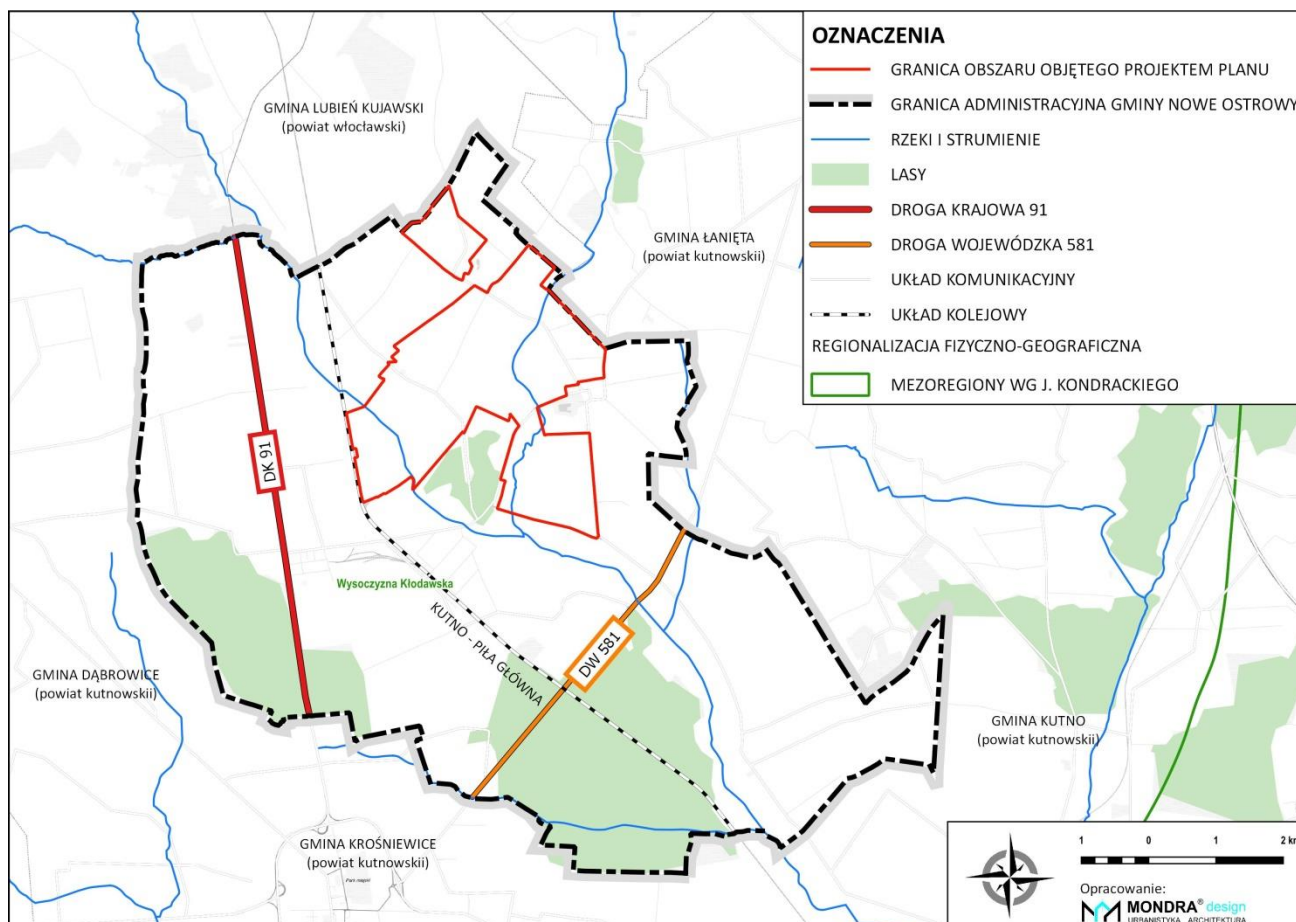 OZNACZENIA
GRANICA OBSZARU OBJĘTEGO PROJEKTEM PLANU
GRANICA ADMINISTRACYJNA GMINY NOWE OSTROWY
RZEKI I STRUMIENIE
LASY
DROGA KRAJOWA 91
DROGA WOJEWÓDZKA 581
UKŁAD KOMUNIKACYJNY
UKŁAD KOLEJOWY
REGIONALIZACJA FIZYCZNO-GEOGRAFICZNA
MEZOREGIONY WG J. KONDRACKIEGO
GMINA LUBIEŃ KUJAWSKI
(powiat włocławski)
GMINA ŁANIĘTA
(powiat kutnowskii)
DK 91
Wysoczyzna Kłodawska
KUTNO - PIŁA GŁÓWNA
DW 581
GMINA DĄBROWICE
(powiat kutnowskii)
GMINA KUTNO
(powiat kutnowskii)
GMINA KROŚNIEWICE
(powiat kutnowskii)
1 0 1 2 km
Opracowanie:
MONDRA® design
URBANISTYKA ARCHITEKTURA